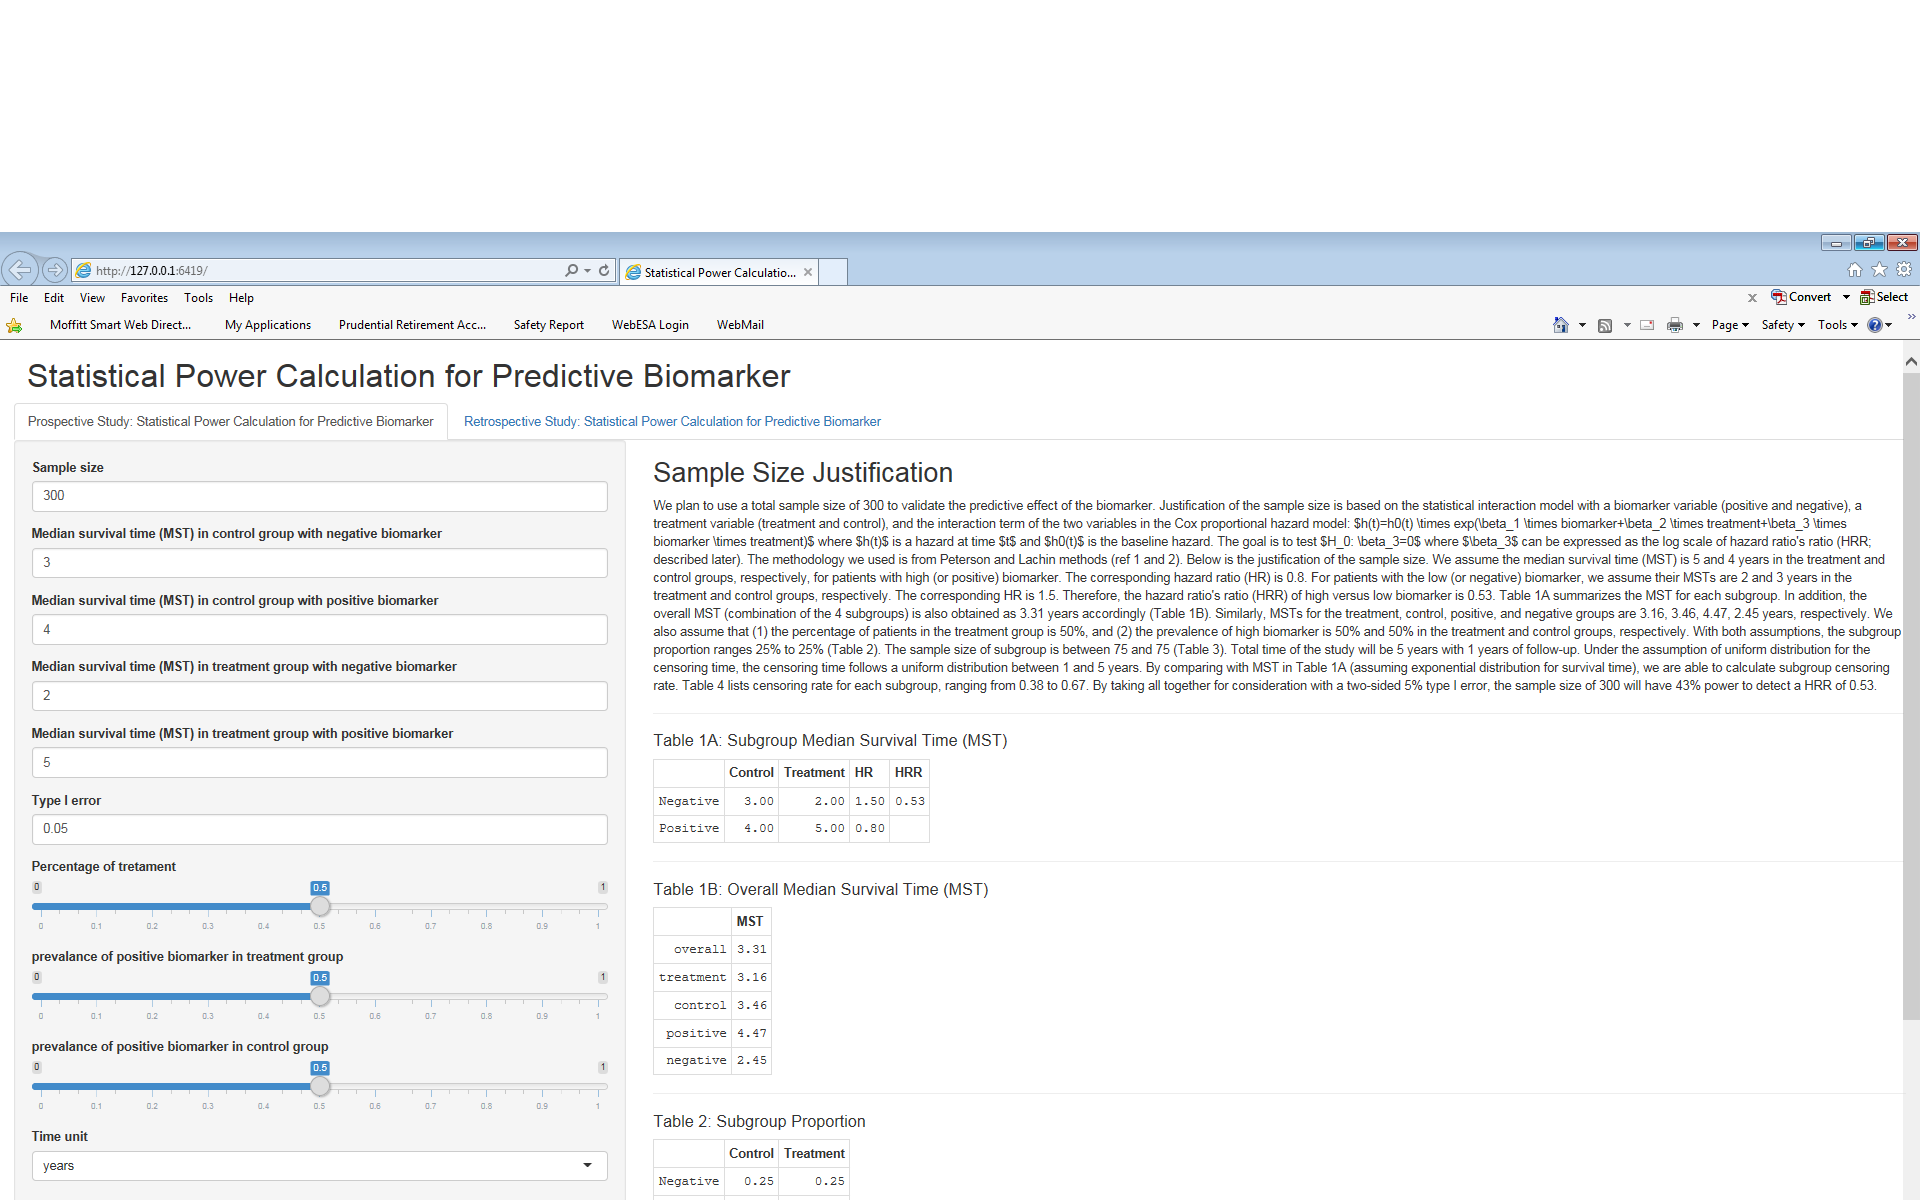 http://127.0.0.1:6419/
Statistical Power Calculatio...
File Edit View Favorites Tools Help
Convert Select
Moffitt Smart Web Direct... My Applications Prudential Retirement Acc... Safety Report WebESA Login WebMail
Page Safety Tools
Statistical Power Calculation for Predictive Biomarker
Prospective Study: Statistical Power Calculation for Predictive Biomarker
Retrospective Study: Statistical Power Calculation for Predictive Biomarker
Sample size
300
Median survival time (MST) in control group with negative biomarker
3
Median survival time (MST) in control group with positive biomarker
4
Median survival time (MST) in treatment group with negative biomarker
2
Median survival time (MST) in treatment group with positive biomarker
5
Type I error
0.05
Percentage of tretament
0 0.5 1
0 0.1 0.2 0.3 0.4 0.5 0.6 0.7 0.8 0.9 1
prevalance of positive biomarker in treatment group
0 0.5 1
0 0.1 0.2 0.3 0.4 0.5 0.6 0.7 0.8 0.9 1
prevalance of positive biomarker in control group
0 0.5 1
0 0.1 0.2 0.3 0.4 0.5 0.6 0.7 0.8 0.9 1
Time unit
years
Sample Size Justification
We plan to use a total sample size of 300 to validate the predictive effect of the biomarker. Justification of the sample size is based on the statistical interaction model with a biomarker variable (positive and negative), a
treatment variable (treatment and control), and the interaction term of the two variables in the Cox proportional hazard model: $h(t)=h0(t) \times exp(\beta_1 \times biomarker+\beta_2 \times treatment+\beta_3 \times
biomarker \times treatment)$ where $h(t)$ is a hazard at time $t$ and $h0(t)$ is the baseline hazard. The goal is to test $H_0: \beta_3=0$ where $\beta_3$ can be expressed as the log scale of hazard ratio's ratio (HRR;
described later). The methodology we used is from Peterson and Lachin methods (ref 1 and 2). Below is the justification of the sample size. We assume the median survival time (MST) is 5 and 4 years in the treatment and
control groups, respectively, for patients with high (or positive) biomarker. The corresponding hazard ratio (HR) is 0.8. For patients with the low (or negative) biomarker, we assume their MSTs are 2 and 3 years in the
treatment and control groups, respectively. The corresponding HR is 1.5. Therefore, the hazard ratio's ratio (HRR) of high versus low biomarker is 0.53. Table 1A summarizes the MST for each subgroup. In addition, the
overall MST (combination of the 4 subgroups) is also obtained as 3.31 years accordingly (Table 1B). Similarly, MSTs for the treatment, control, positive, and negative groups are 3.16, 3.46, 4.47, 2.45 years, respectively. We
also assume that (1) the percentage of patients in the treatment group is 50%, and (2) the prevalence of high biomarker is 50% and 50% in the treatment and control groups, respectively. With both assumptions, the subgroup
proportion ranges 25% to 25% (Table 2). The sample size of subgroup is between 75 and 75 (Table 3). Total time of the study will be 5 years with 1 years of follow-up. Under the assumption of uniform distribution for the
censoring time, the censoring time follows a uniform distribution between 1 and 5 years. By comparing with MST in Table 1A (assuming exponential distribution for survival time), we are able to calculate subgroup censoring
rate. Table 4 lists censoring rate for each subgroup, ranging from 0.38 to 0.67. By taking all together for consideration with a two-sided 5% type I error, the sample size of 300 will have 43% power to detect a HRR of 0.53.
Table 1A: Subgroup Median Survival Time (MST)
Control Treatment HR HRR
Negative 3.00 2.00 1.50 0.53
Positive 4.00 5.00 0.80
Table 1B: Overall Median Survival Time (MST)
MST
overall 3.31
treatment 3.16
control 3.46
positive 4.47
negative 2.45
Table 2: Subgroup Proportion
Control Treatment
Negative 0.25 0.25